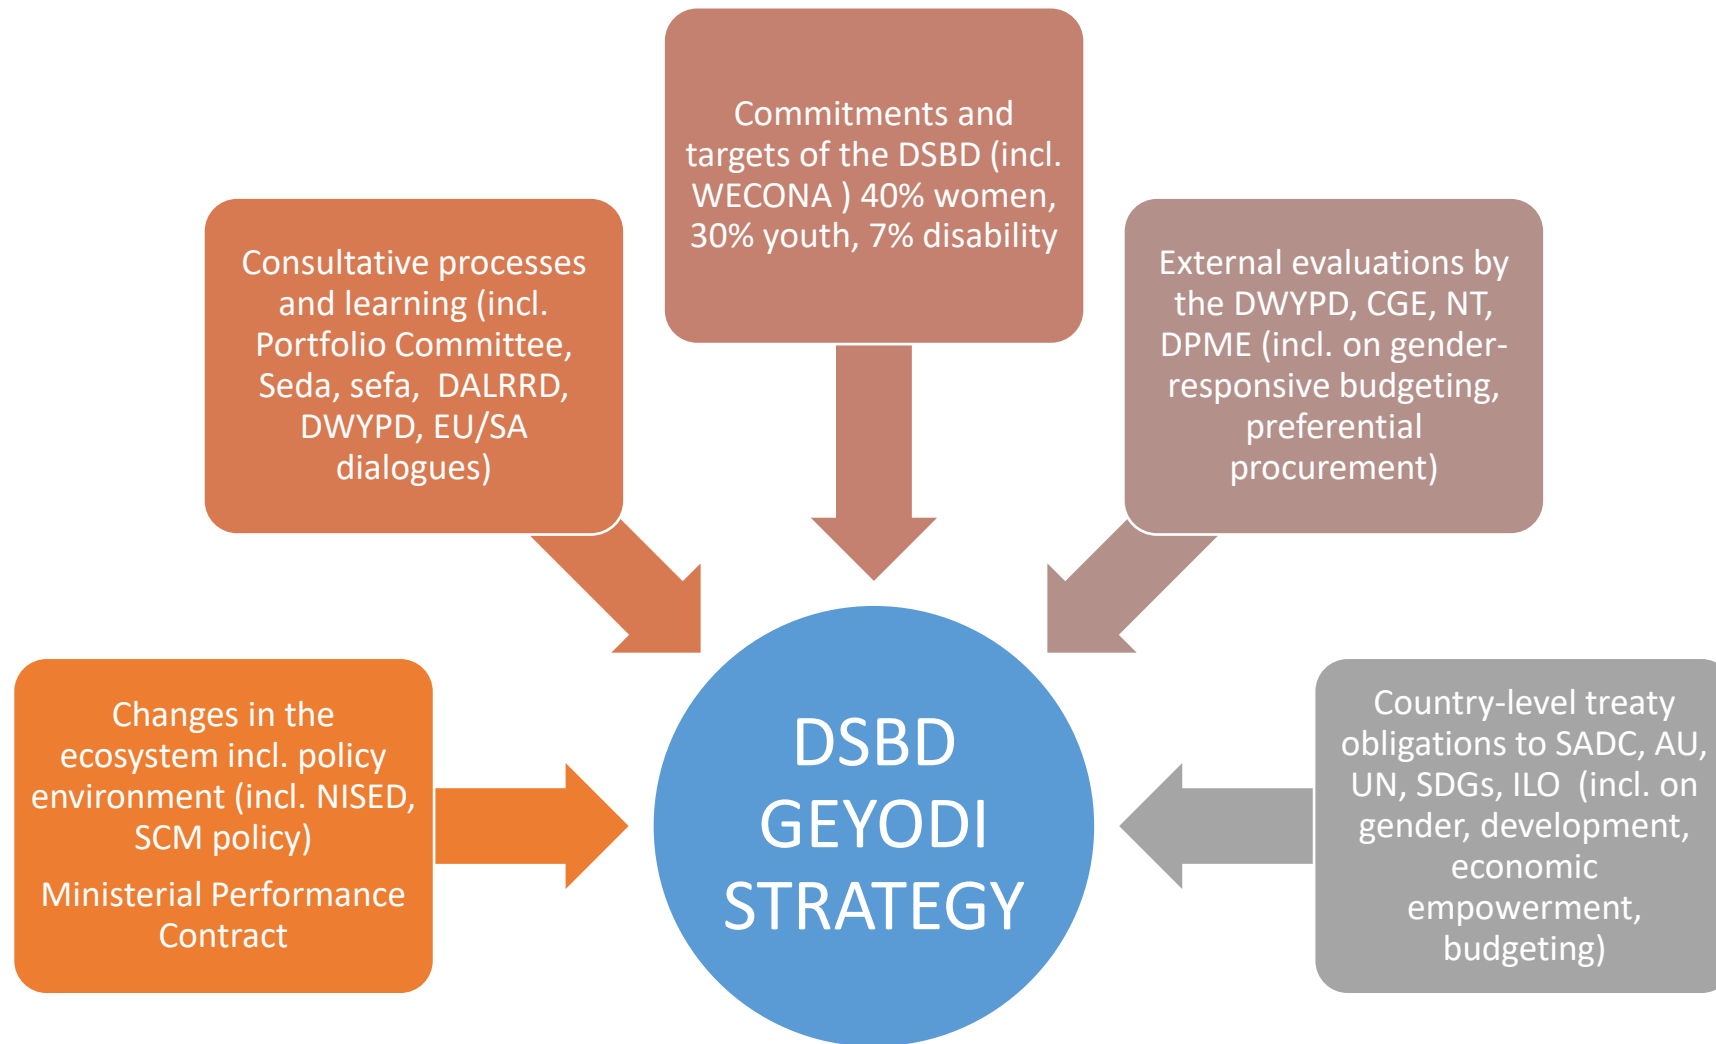 Commitments and
targets of the DSBD (incl.
WECONA ) 40% women,
30% youth, 7% disability
Consultative processes
and learning (incl.
Portfolio Committee,
Seda, sefa,  DALRRD,
DWYPD, EU/SA
dialogues)
External evaluations by
the DWYPD, CGE, NT,
DPME (incl. on gender-
responsive budgeting,
preferential
procurement)
Changes in the
ecosystem incl. policy
environment (incl. NISED,
SCM policy)
Ministerial Performance
Contract
DSBD
GEYODI
STRATEGY
Country-level treaty
obligations to SADC, AU,
UN, SDGs, ILO  (incl. on
gender, development,
economic
empowerment,
budgeting)